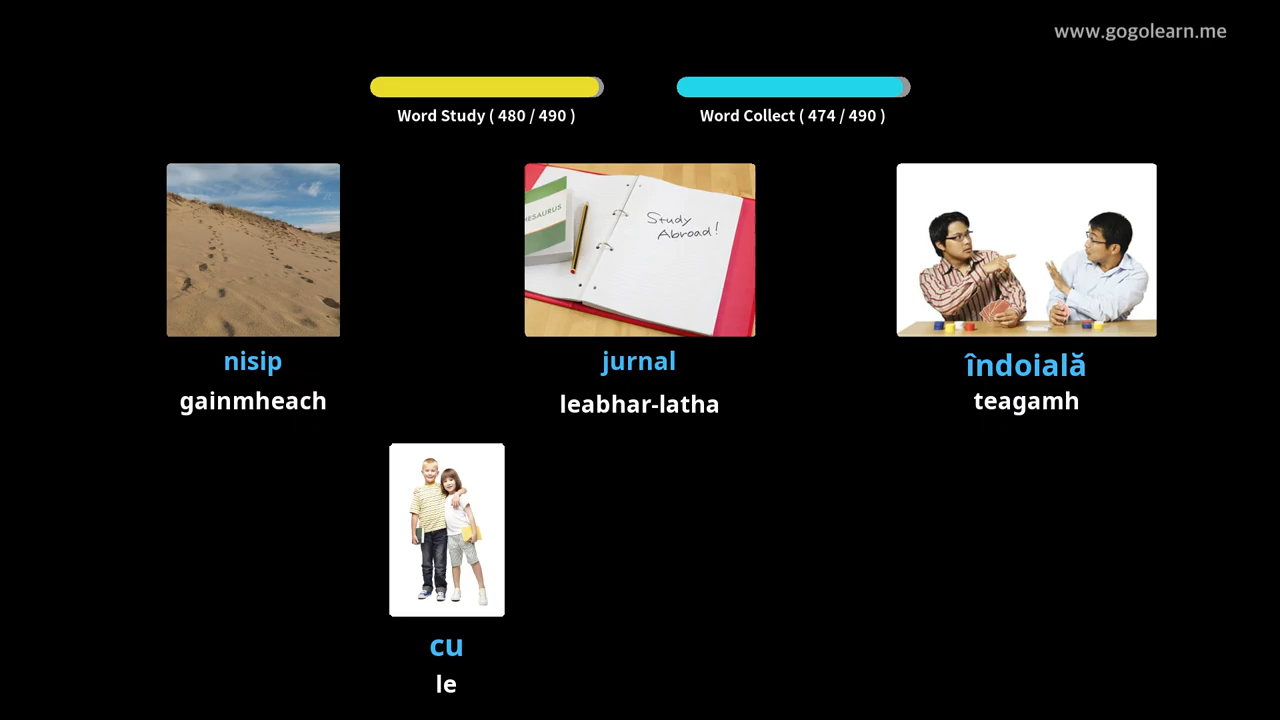 www.gogolearn.me
Word Study ( 480 / 490 )
Word Collect ( 474 / 490 )
HESAURUS
Study
Abroad!
nisip
jurnal
îndoială
gainmheach
leabhar-latha
teagamh
cu
le